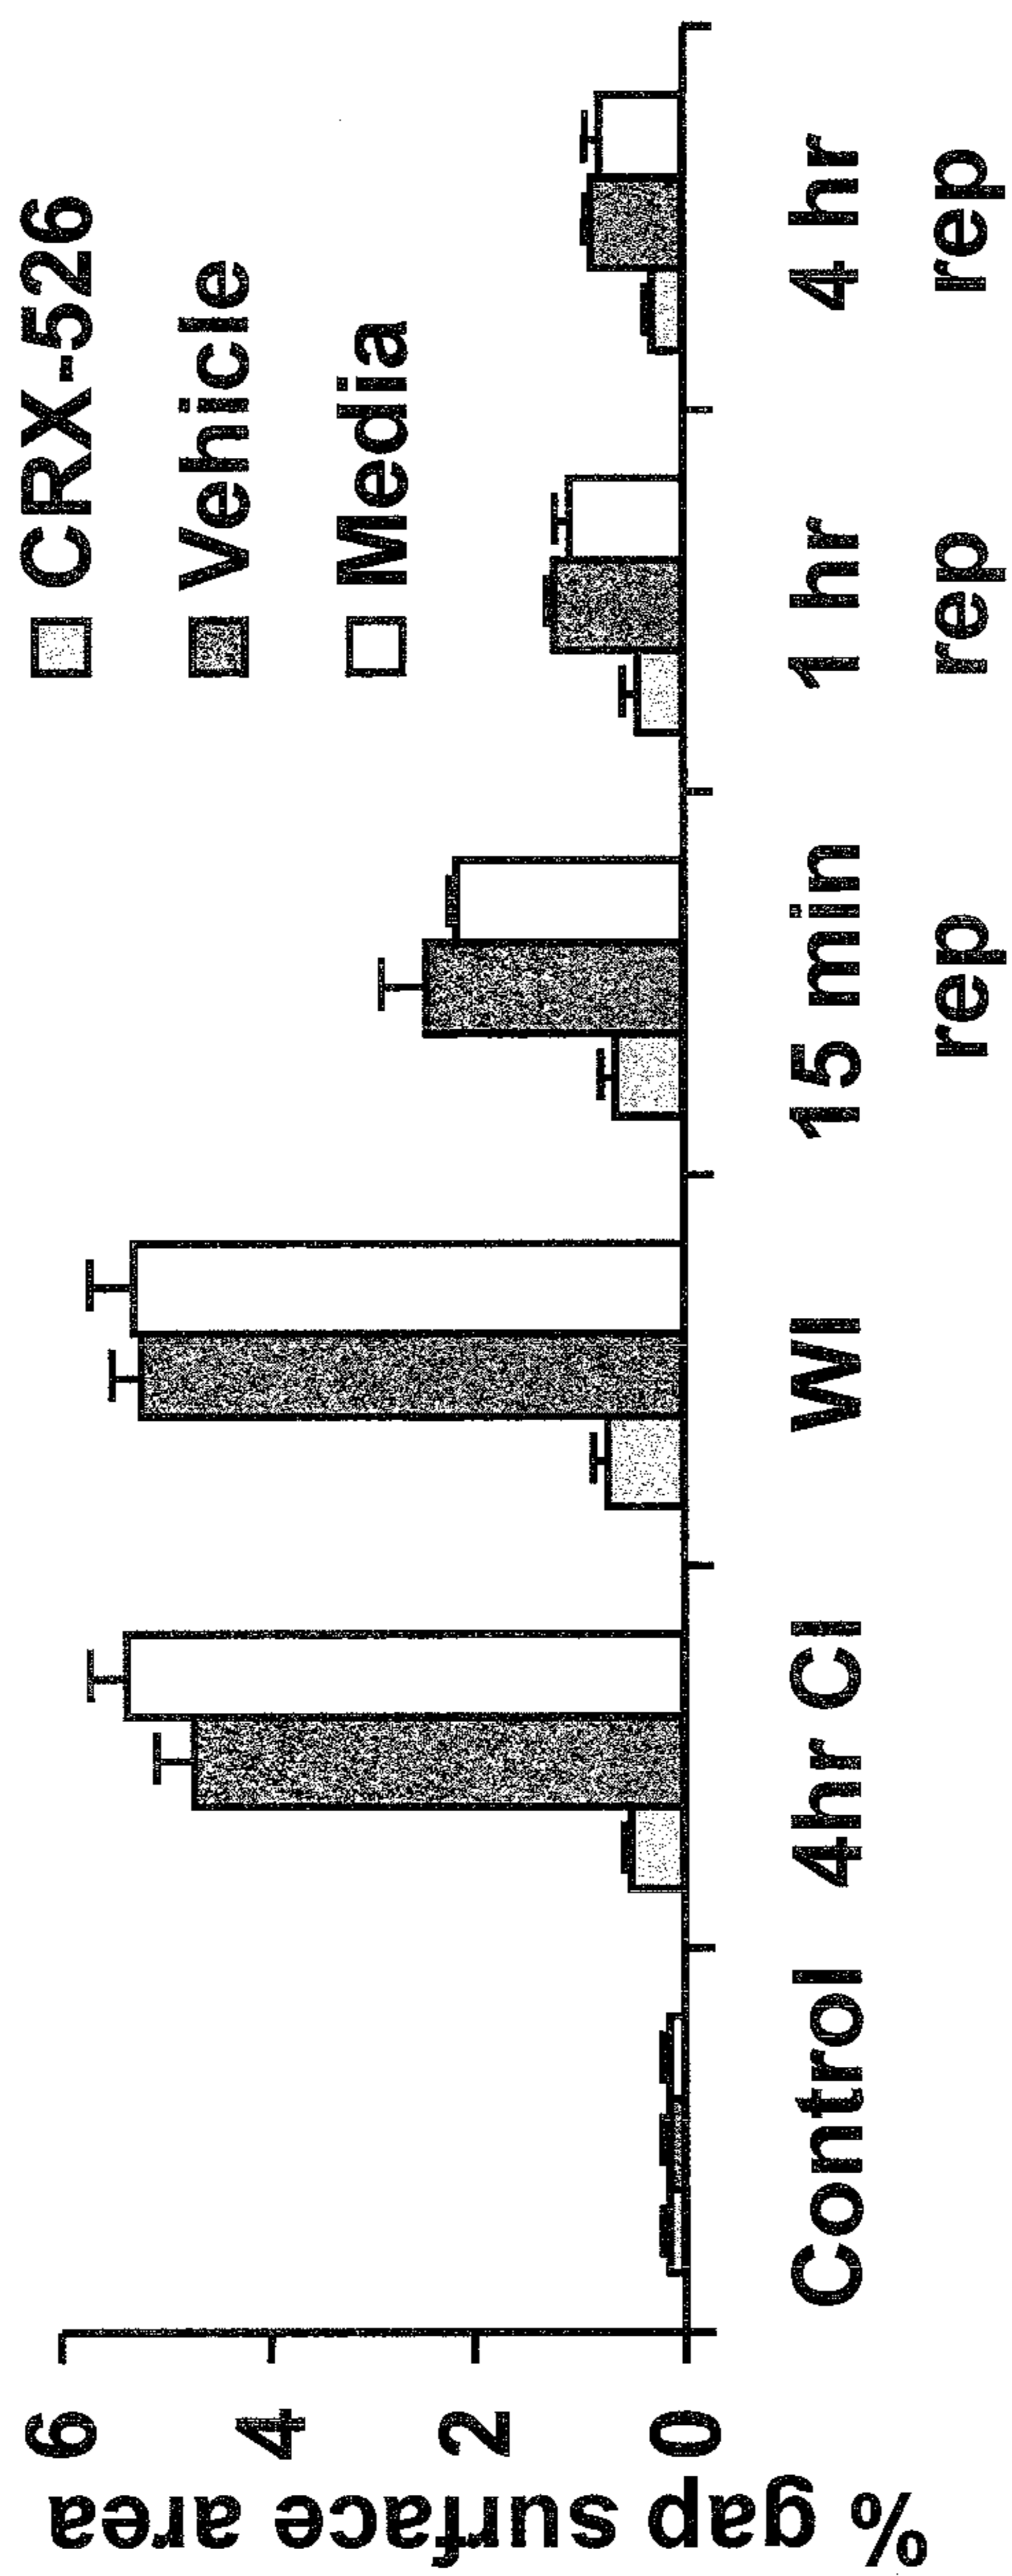 CRX-526
Vehicle
Media
% gap surface area
6
4
2
0
Control
4hr CI
WI
15 min
rep
1 hr
rep
4 hr
rep